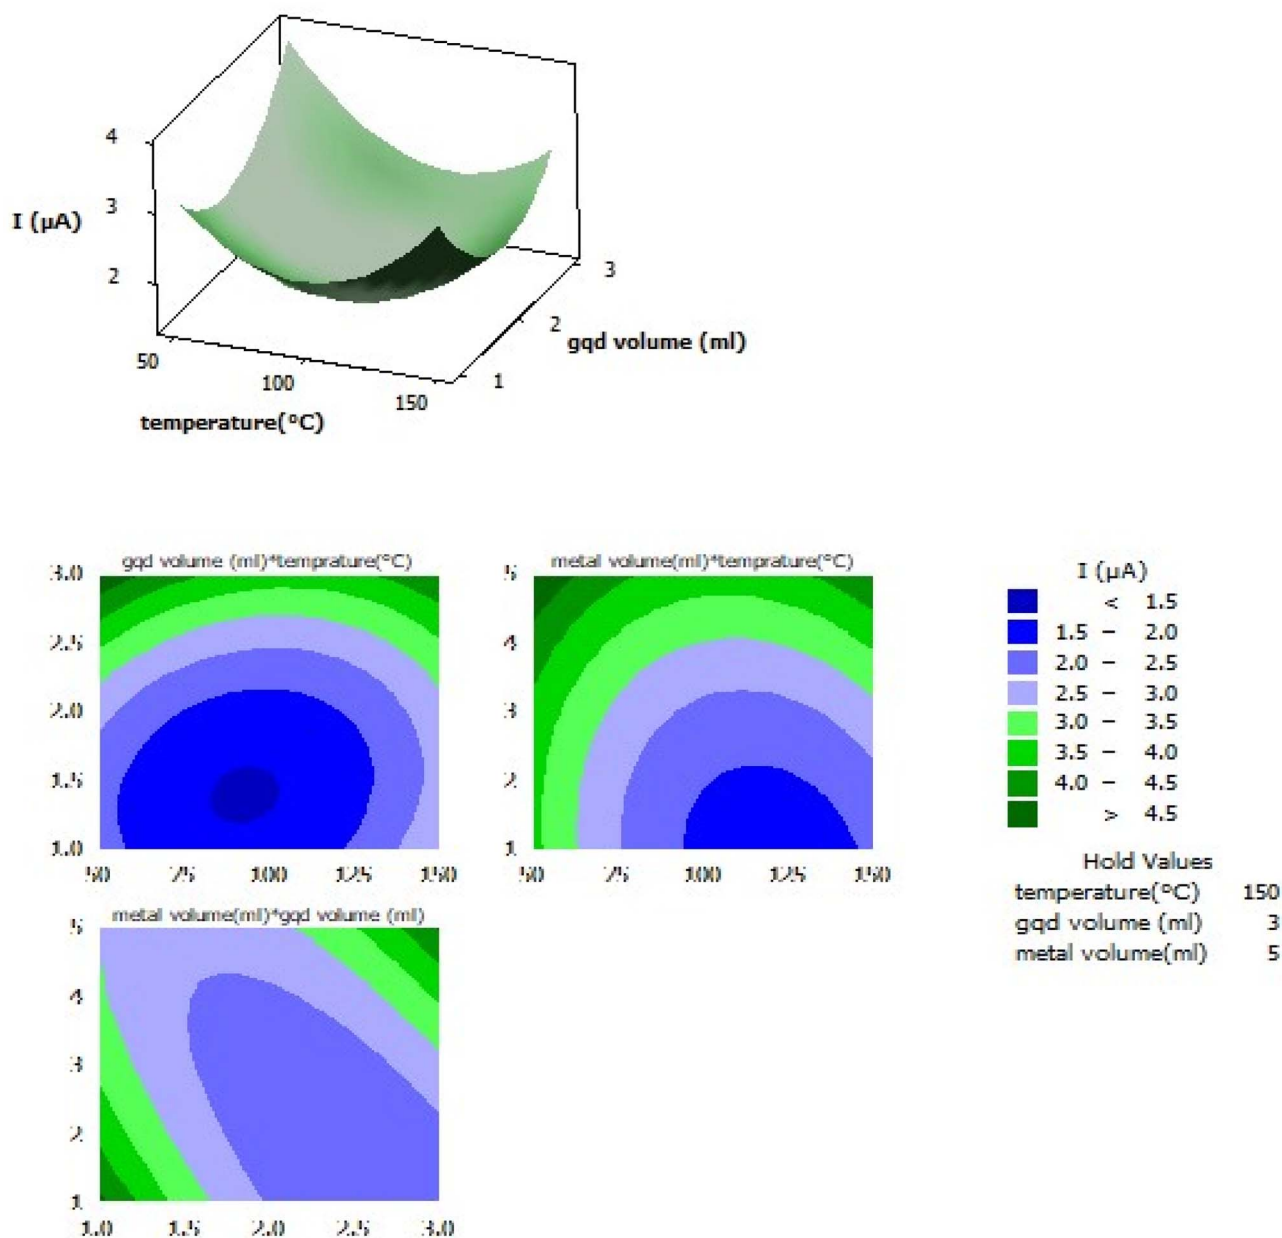 4
3
I (µA)
2
50
100
150
temperature(°C)
1
2
3
gqd volume (ml)
gqd volume (ml)*temprature(°C)
3.0
2.5
2.0
1.5
1.0
50 75 100 125 150
metal volume(ml)*temprature(°C)
5
4
3
2
1
50 75 100 125 150
metal volume(ml)*gqd volume (ml)
5
4
3
2
1
1.0 1.5 2.0 2.5 3.0
I (µA)
< 1.5
1.5 – 2.0
2.0 – 2.5
2.5 – 3.0
3.0 – 3.5
3.5 – 4.0
4.0 – 4.5
> 4.5
Hold Values
temperature(°C) 150
gqd volume (ml) 3
metal volume(ml) 5